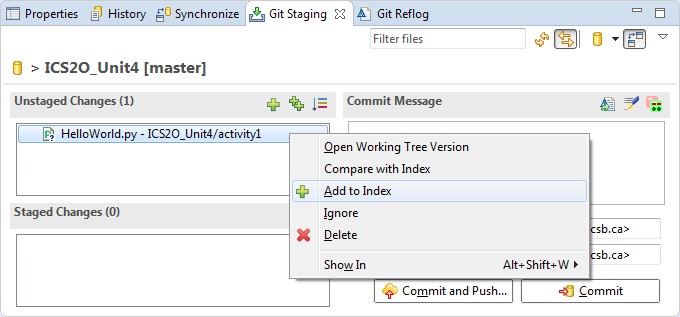 Properties History Synchronize Git Staging Git Reflog
Filter files
> ICS2O_Unit4 [master]
Unstaged Changes (1) Commit Message
HelloWorld.py - ICS2O_Unit4/activity1
Open Working Tree Version
Compare with Index
Add to Index
Ignore
Staged Changes (0)
Delete
csb.ca>
csb.ca>
Show In Alt+Shift+W
Commit and Push... Commit